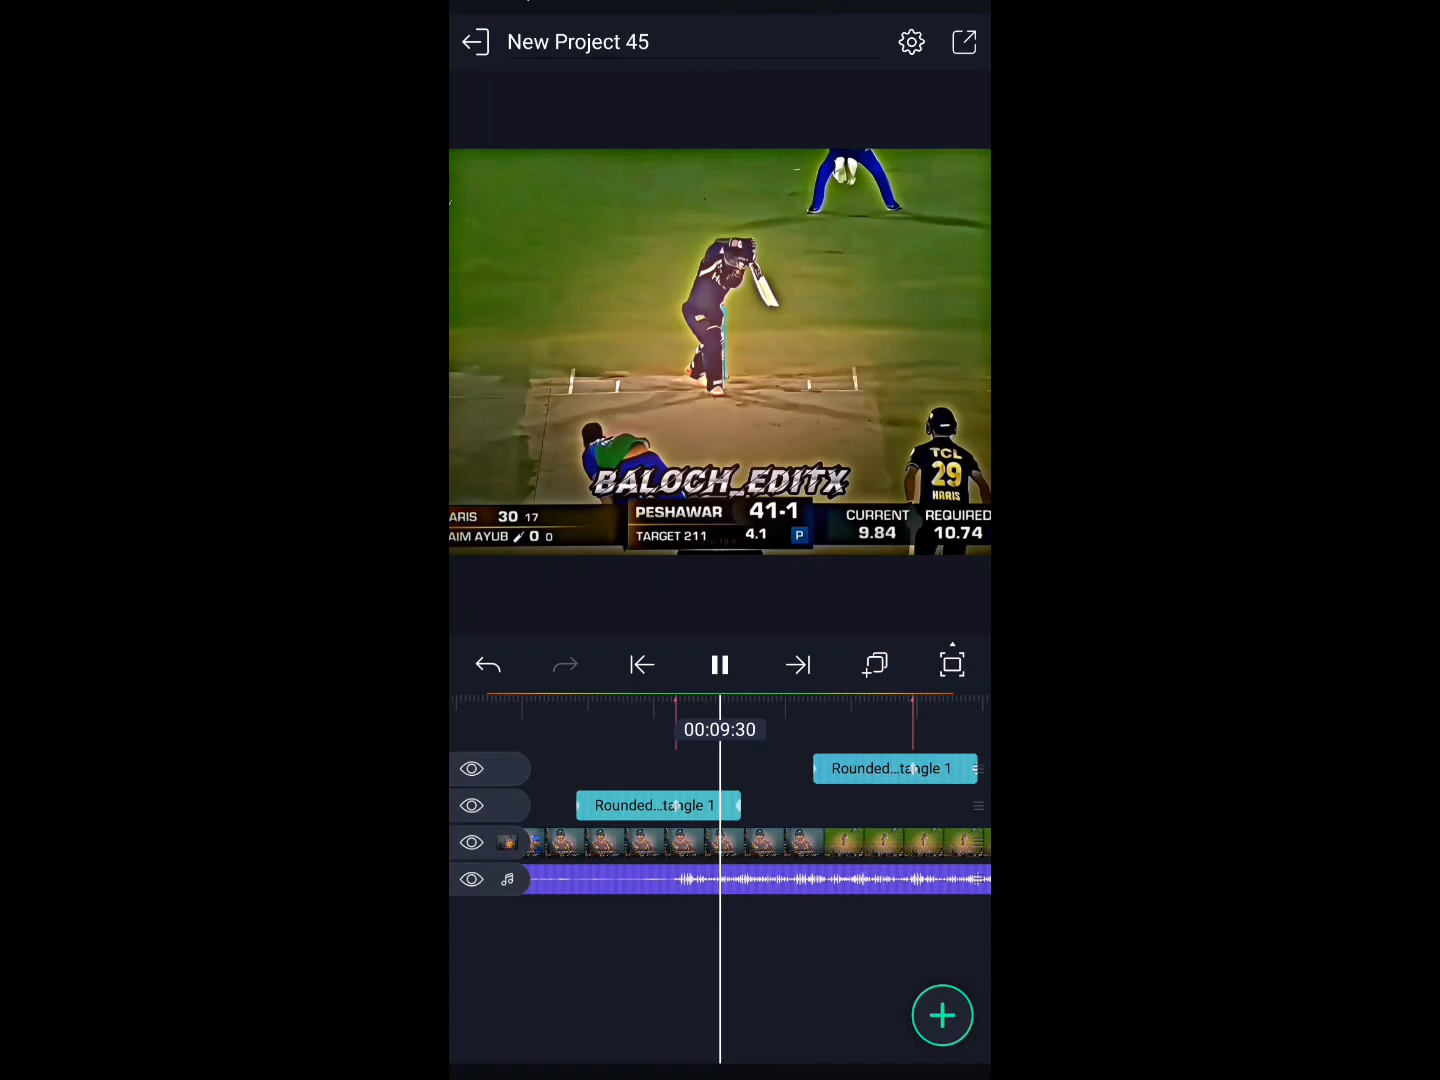 New Project 45
TCL
29
HARIS
BALOCH_EDITX
ARIS 30 17
AIM AYUB 0 0
PESHAWAR 41-1
TARGET 211 4.1 P
CURRENT REQUIRED
9.84 10.74
00:09:30
Rounded...tangle 1
Rounded...tangle 1